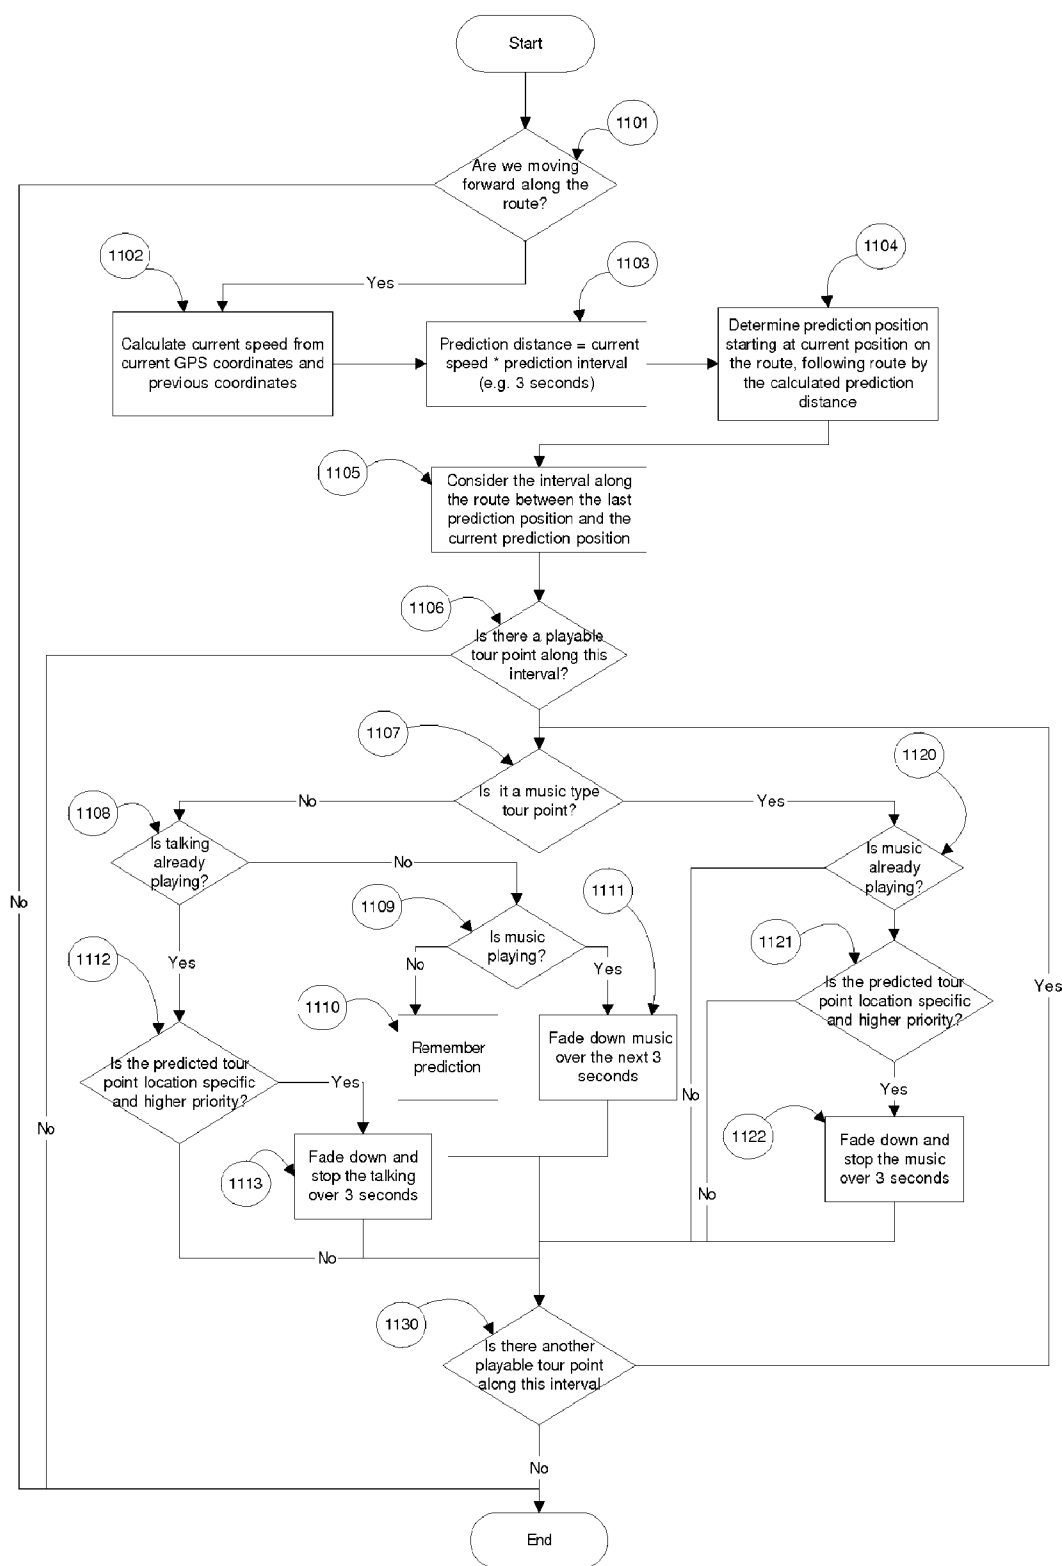 Start
1101
Are we moving
forward along the
route?
1102
1103
1104
Yes
Calculate current speed from
current GPS coordinates and
previous coordinates
Prediction distance = current
speed * prediction interval
(e.g. 3 seconds)
Determine prediction position
starting at current position on
the route, following route by
the calculated prediction
distance
1105
Consider the interval along
the route between the last
prediction position and the
current prediction position
1106
Is there a playable
tour point along this
interval?
1107
1120
Is it a music type
tour point?
No
Yes
1108
Is talking
already
playing?
No
Is music
already
playing?
No
1109
1111
1121
Is music
playing?
1112
Yes
No
Yes
Is the predicted tour
point location specific
and higher priority?
Yes
1110
Remember
prediction
Fade down music
over the next 3
seconds
Is the predicted tour
point location specific
and higher priority?
Yes
No
Yes
No
1122
Fade down and
stop the music
over 3 seconds
No
1113
Fade down and
stop the talking
over 3 seconds
No
No
1130
Is there another
playable tour point
along this interval
No
End